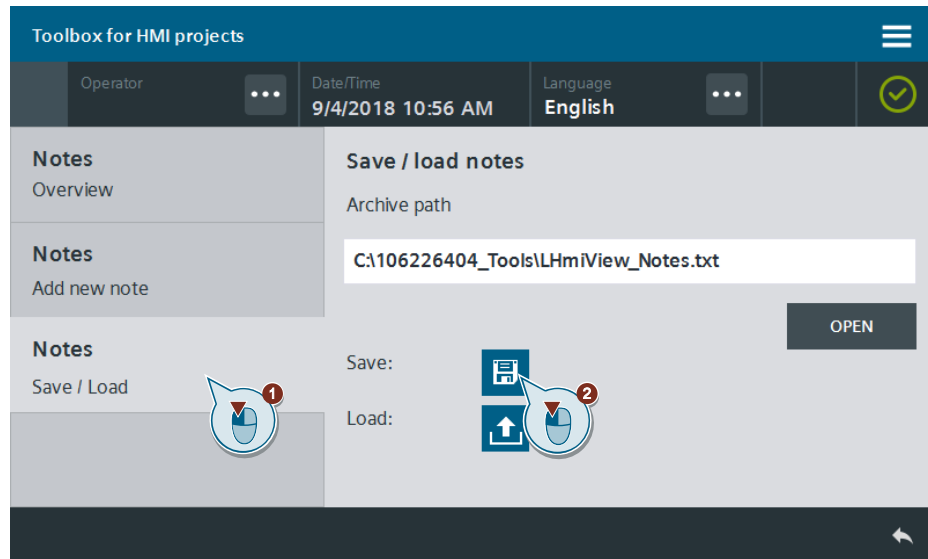 Toolbox for HMI projects
Operator
Date/Time
9/4/2018 10:56 AM
Language
English
Notes
Overview
Notes
Add new note
Notes
Save / Load
1
Save / load notes
Archive path
C:\106226404_Tools\LHmiView_Notes.txt
OPEN
Save:
2
Load: